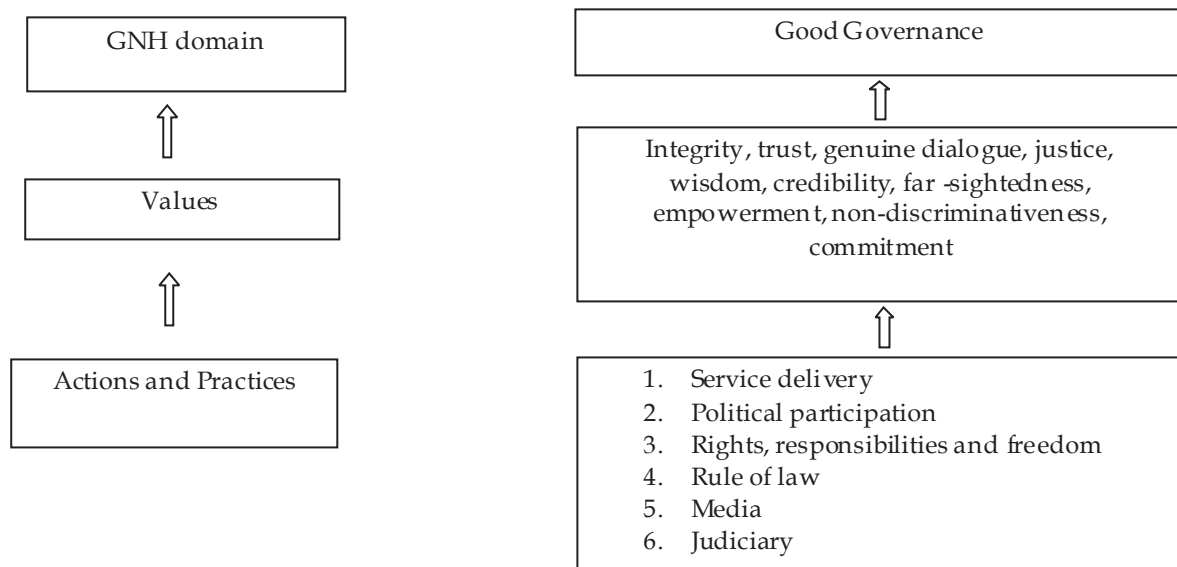 GNH domain
Values
Actions and Practices
Good Governance
Integrity, trust, genuine dialogue, justice,
wisdom, credibility, far -sightedness,
empowerment, non-discriminativeness,
commitment
1. Service delivery
2. Political participation
3. Rights, responsibilities and freedom
4. Rule of law
5. Media
6. Judiciary